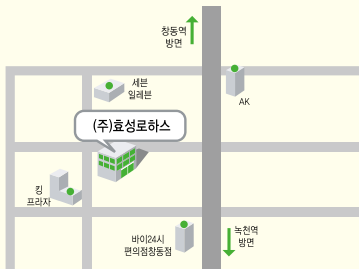 창동역
방면
세븐
일레븐
AK
(주)효성로하스
킹
프라자
바이24시
편의점창동점
녹천역
방면